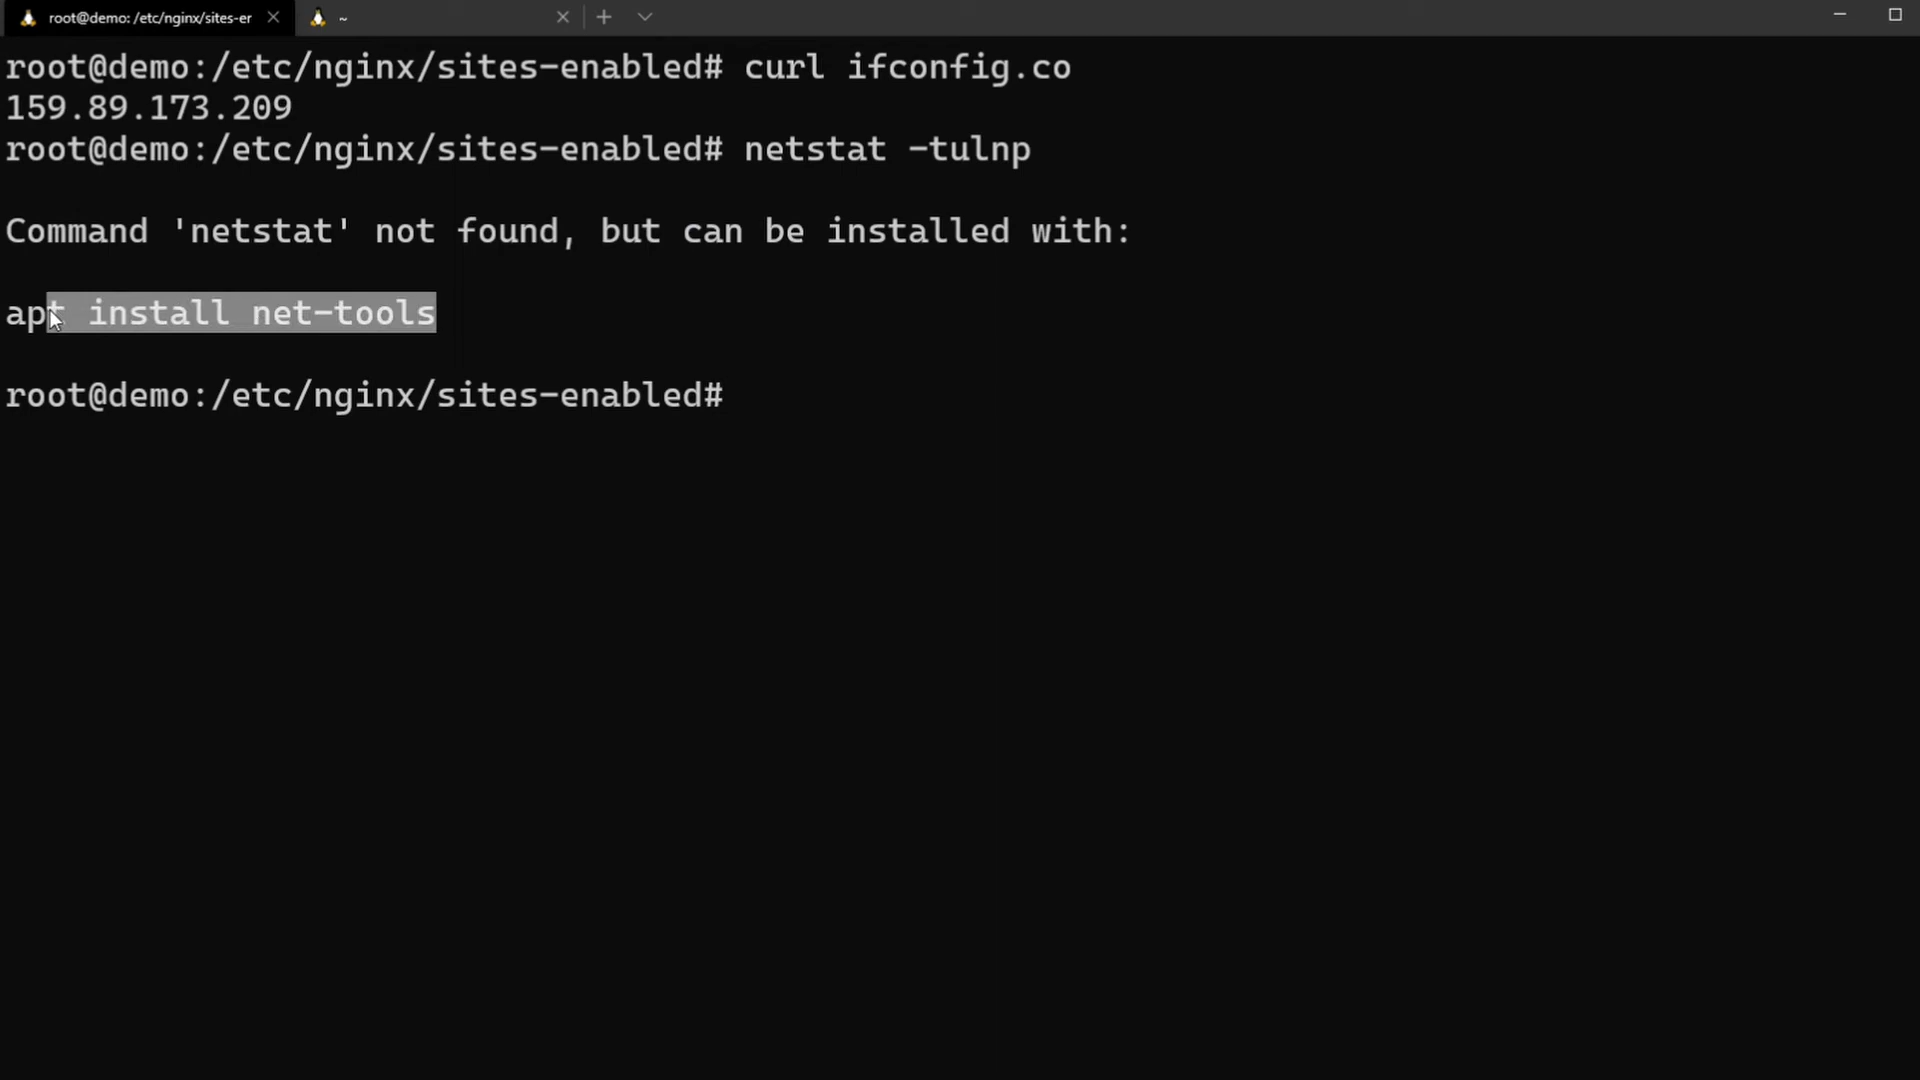 root@demo: /etc/nginx/sites-er
~
root@demo:/etc/nginx/sites-enabled# curl ifconfig.co
159.89.173.209
root@demo:/etc/nginx/sites-enabled# netstat -tulnp
Command 'netstat' not found, but can be installed with:
apt install net-tools
root@demo:/etc/nginx/sites-enabled#